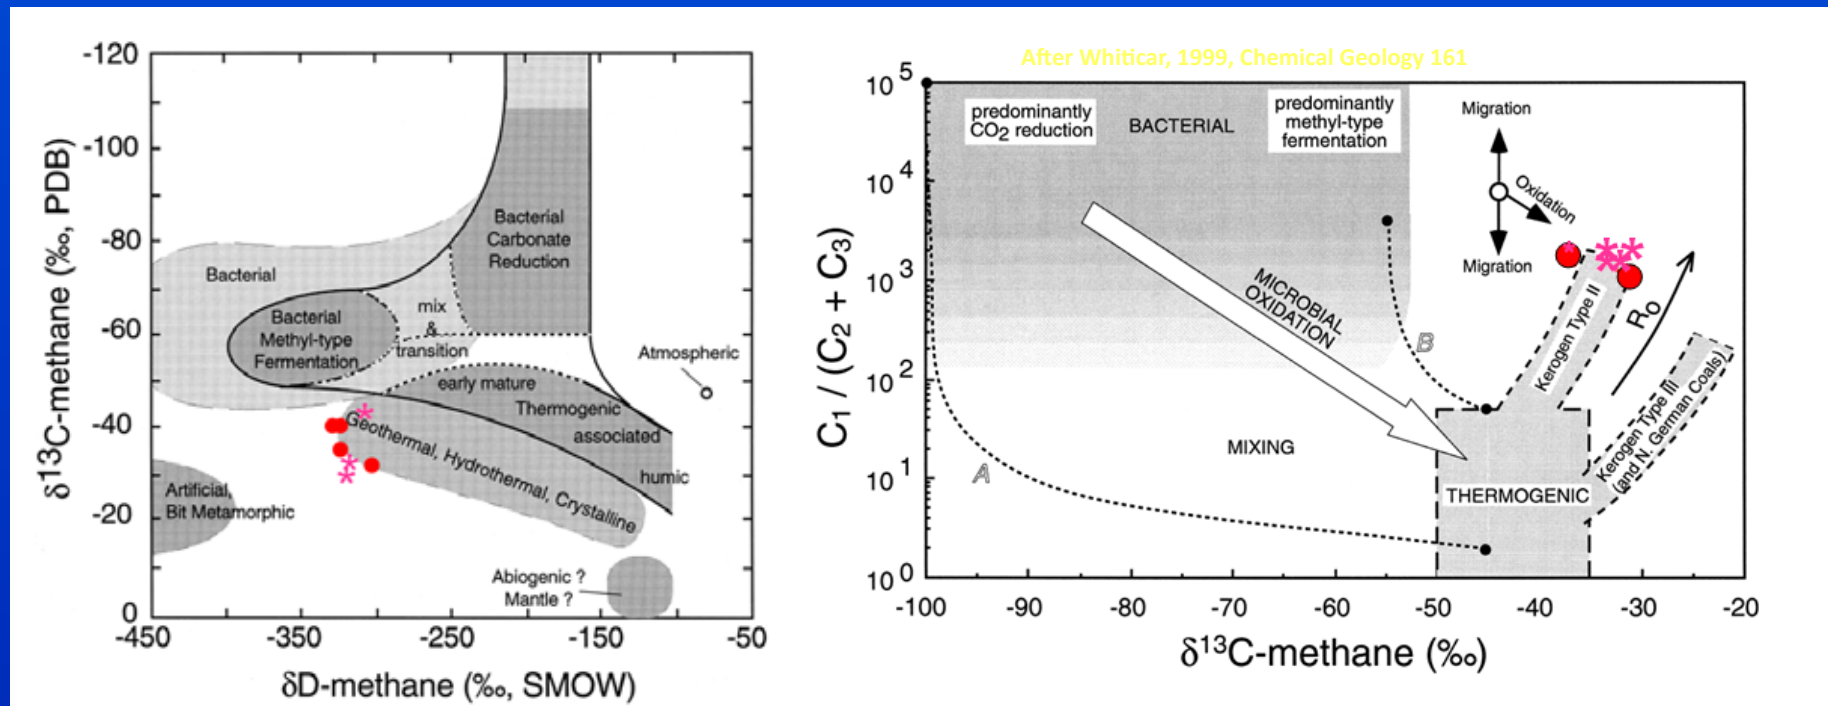 After Whiticar, 1999, Chemical Geology 161
-120
-100
-80
-60
-40
-20
0
δ13C-methane (‰, PDB)
-450
-350
-250
-150
-50
δD-methane (‰, SMOW)
Bacterial
Bacterial
Carbonate
Reduction
Bacterial
Methyl-type
Fermentation
mix
&
transition
Atmospheric
early mature
Thermogenic
associated
humic
Geothermal, Hydrothermal, Crystalline
Artificial,
Bit Metamorphic
Abiogenic ?
Mantle ?
10 5
10 4
10 3
10 2
10 1
10 0
C1 / (C2 + C3)
-100
-90
-80
-70
-60
-50
-40
-30
-20
δ13C-methane (‰)
predominantly
CO2 reduction
BACTERIAL
predominantly
methyl-type
fermentation
Migration
Oxidation
Migration
MICROBIAL
OXIDATION
B
Kerogen Type II
Ro
Kerogen Type III
(and N. German Coals)
MIXING
A
THERMOGENIC